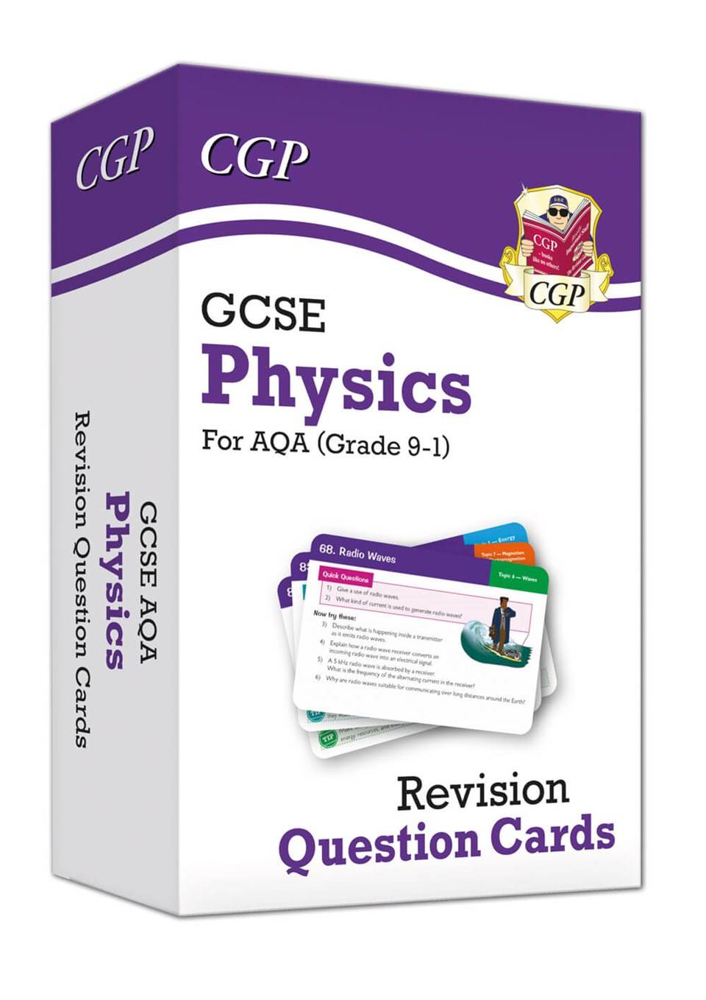 CGP
CGP
CGP
- books
like no others!
CGP
GCSE
Physics
For AQA (Grade 9-1)
GCSE AQA
Physics
Revision Question Cards
Energy
Topic 7 — Magnetism
Electromagnetism
68. Radio Waves
Topic 6 — Waves
Quick Questions
1) Give a use of radio waves.
2) What kind of current is used to generate radio waves?
Now try these:
3) Describe what is happening inside a transmitter
as it emits radio waves.
4) Explain how a radio wave receiver converts an
incoming radio wave into an electrical signal.
5) A 5 kHz radio wave is absorbed by a receiver.
What is the frequency of the alternating current in the receiver?
6) Why are radio waves suitable for communicating over long distances around the Earth?
TIP
TIP
energy resources, and
Revision
Question Cards